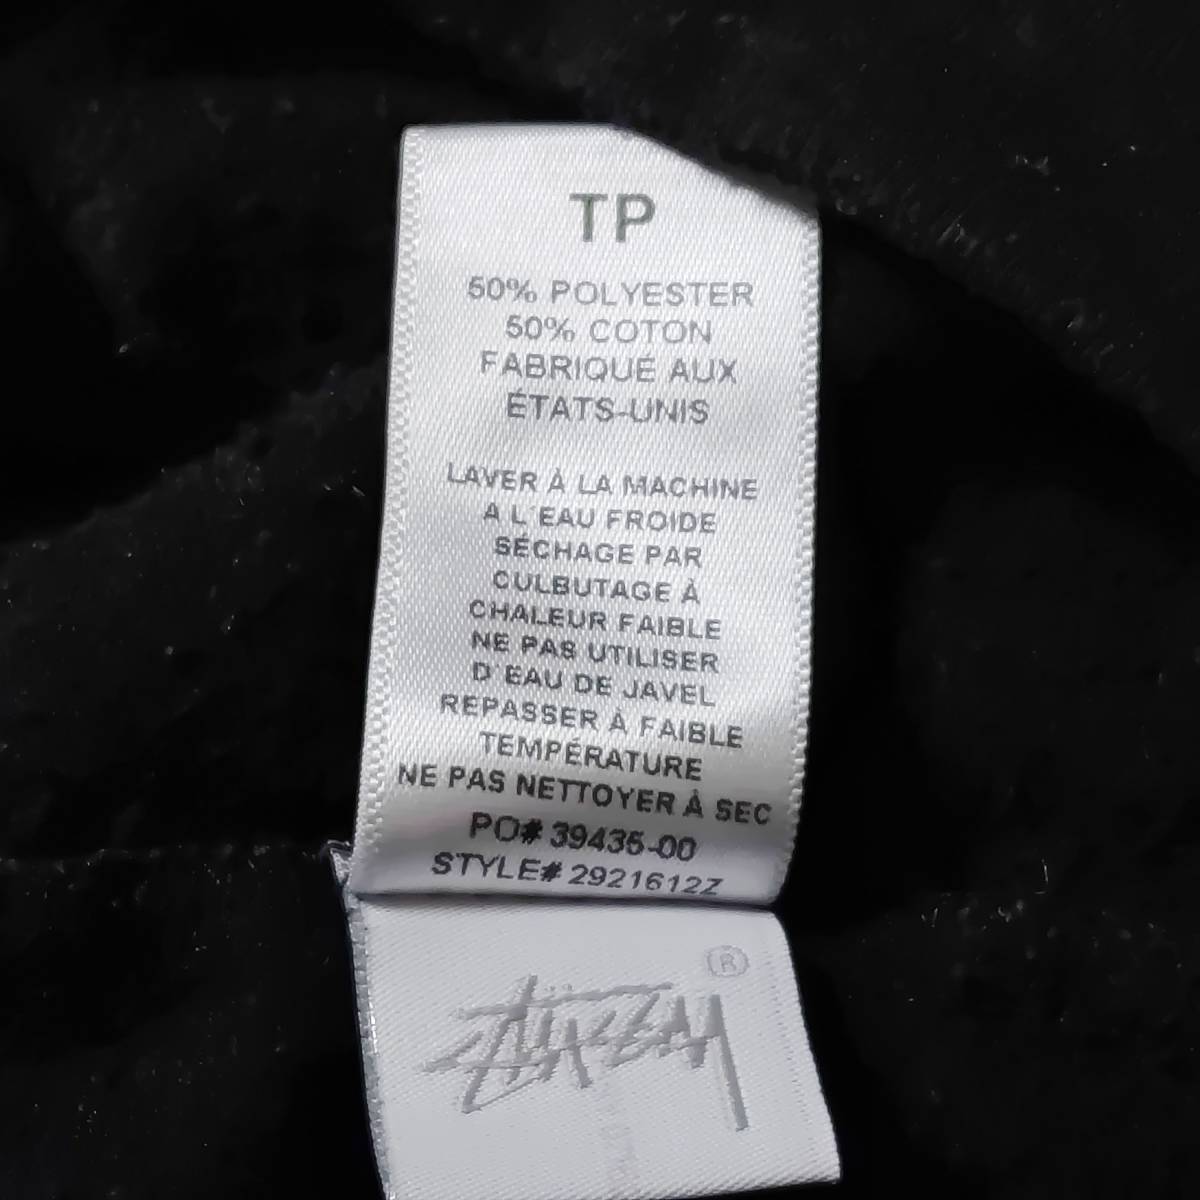 TP
50% POLYESTER
50% COTON
FABRIQUÉ AUX
ÉTATS-UNIS
LAVER À LA MACHINE
A L'EAU FROIDE
SÉCHAGE PAR
CULBUTAGE À
CHALEUR FAIBLE
NE PAS UTILISER
D'EAU DE JAVEL
REPASSER À FAIBLE
TEMPÉRATURE
NE PAS NETTOYER À SEC
PO# 39435-00
STYLE# 2921612Z
®
STÜSSY